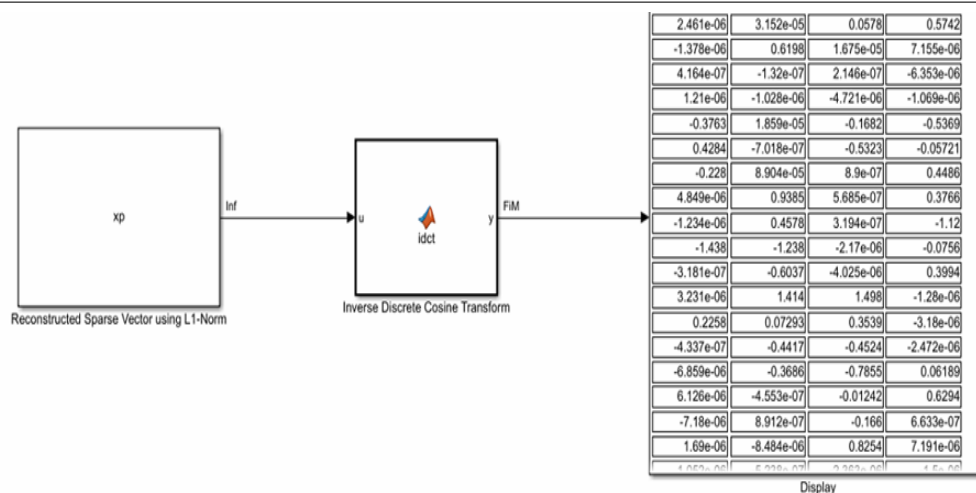 2.461e-06 3.152e-05 0.0578 0.5742
-1.378e-06 0.6198 1.675e-05 7.155e-06
4.164e-07 -1.32e-07 2.146e-07 -6.353e-06
1.21e-06 -1.028e-06 -4.721e-06 -1.069e-06
-0.3763 1.859e-05 -0.1682 -0.5369
0.4284 -7.018e-07 -0.5323 -0.05721
-0.228 8.904e-05 8.9e-07 0.4486
4.849e-06 0.9385 5.685e-07 0.3766
-1.234e-06 0.4578 3.194e-07 -1.12
-1.438 -1.238 -2.17e-06 -0.0756
-3.181e-07 -0.6037 -4.025e-06 0.3994
3.231e-06 1.414 1.498 -1.28e-06
0.2258 0.07293 0.3539 -3.18e-06
-4.337e-07 -0.4417 -0.4524 -2.472e-06
-6.859e-06 -0.3686 -0.7855 0.06189
6.126e-06 -4.553e-07 -0.01242 0.6294
-7.18e-06 8.912e-07 -0.166 6.633e-07
1.69e-06 -8.484e-06 0.8254 7.191e-06
Display
xp
Inf
Reconstructed Sparse Vector using L1-Norm
u
idct
y
FiM
Inverse Discrete Cosine Transform